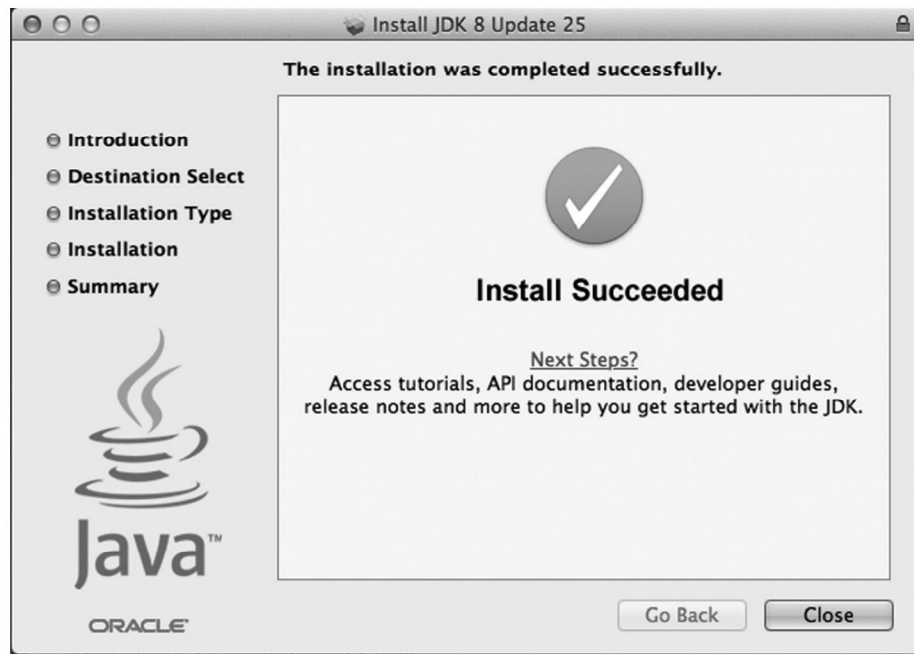 Install JDK 8 Update 25
The installation was completed successfully.
Introduction
Destination Select
Installation Type
Installation
Summary
Install Succeeded
Next Steps?
Access tutorials, API documentation, developer guides,
release notes and more to help you get started with the JDK.
Java™
ORACLE®
Go Back
Close